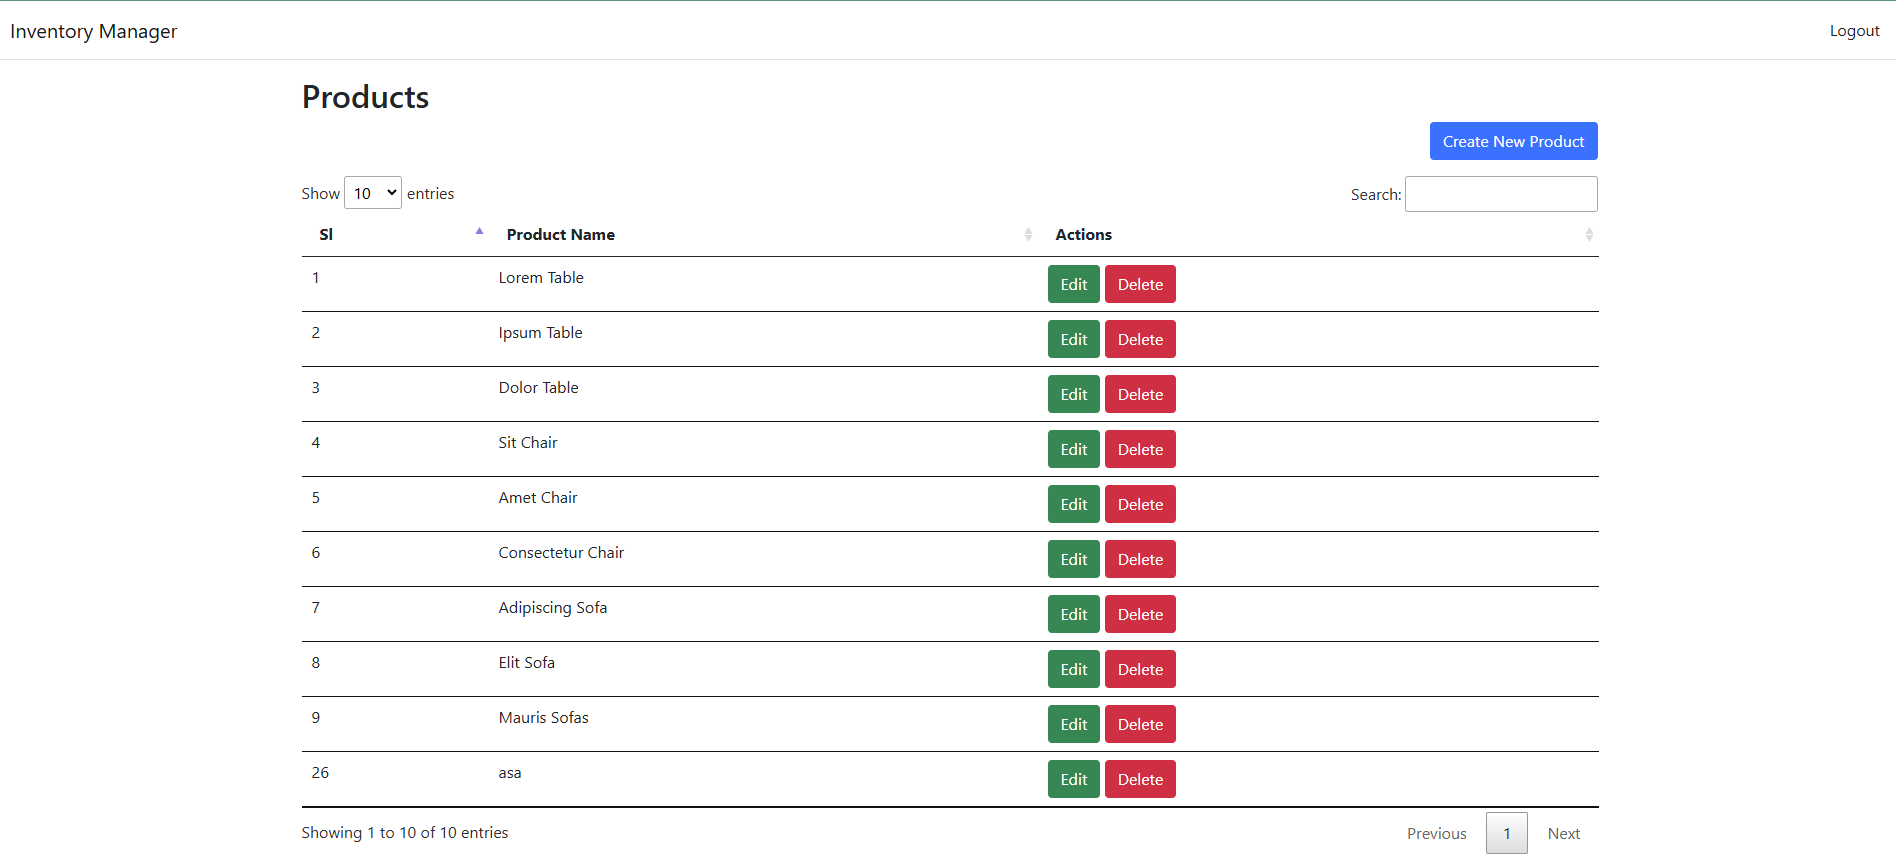 Inventory Manager Logout
Products
Create New Product
Show 10 entries Search:
Sl Product Name Actions
1 Lorem Table Edit Delete
2 Ipsum Table Edit Delete
3 Dolor Table Edit Delete
4 Sit Chair Edit Delete
5 Amet Chair Edit Delete
6 Consectetur Chair Edit Delete
7 Adipiscing Sofa Edit Delete
8 Elit Sofa Edit Delete
9 Mauris Sofas Edit Delete
26 asa Edit Delete
Showing 1 to 10 of 10 entries Previous 1 Next